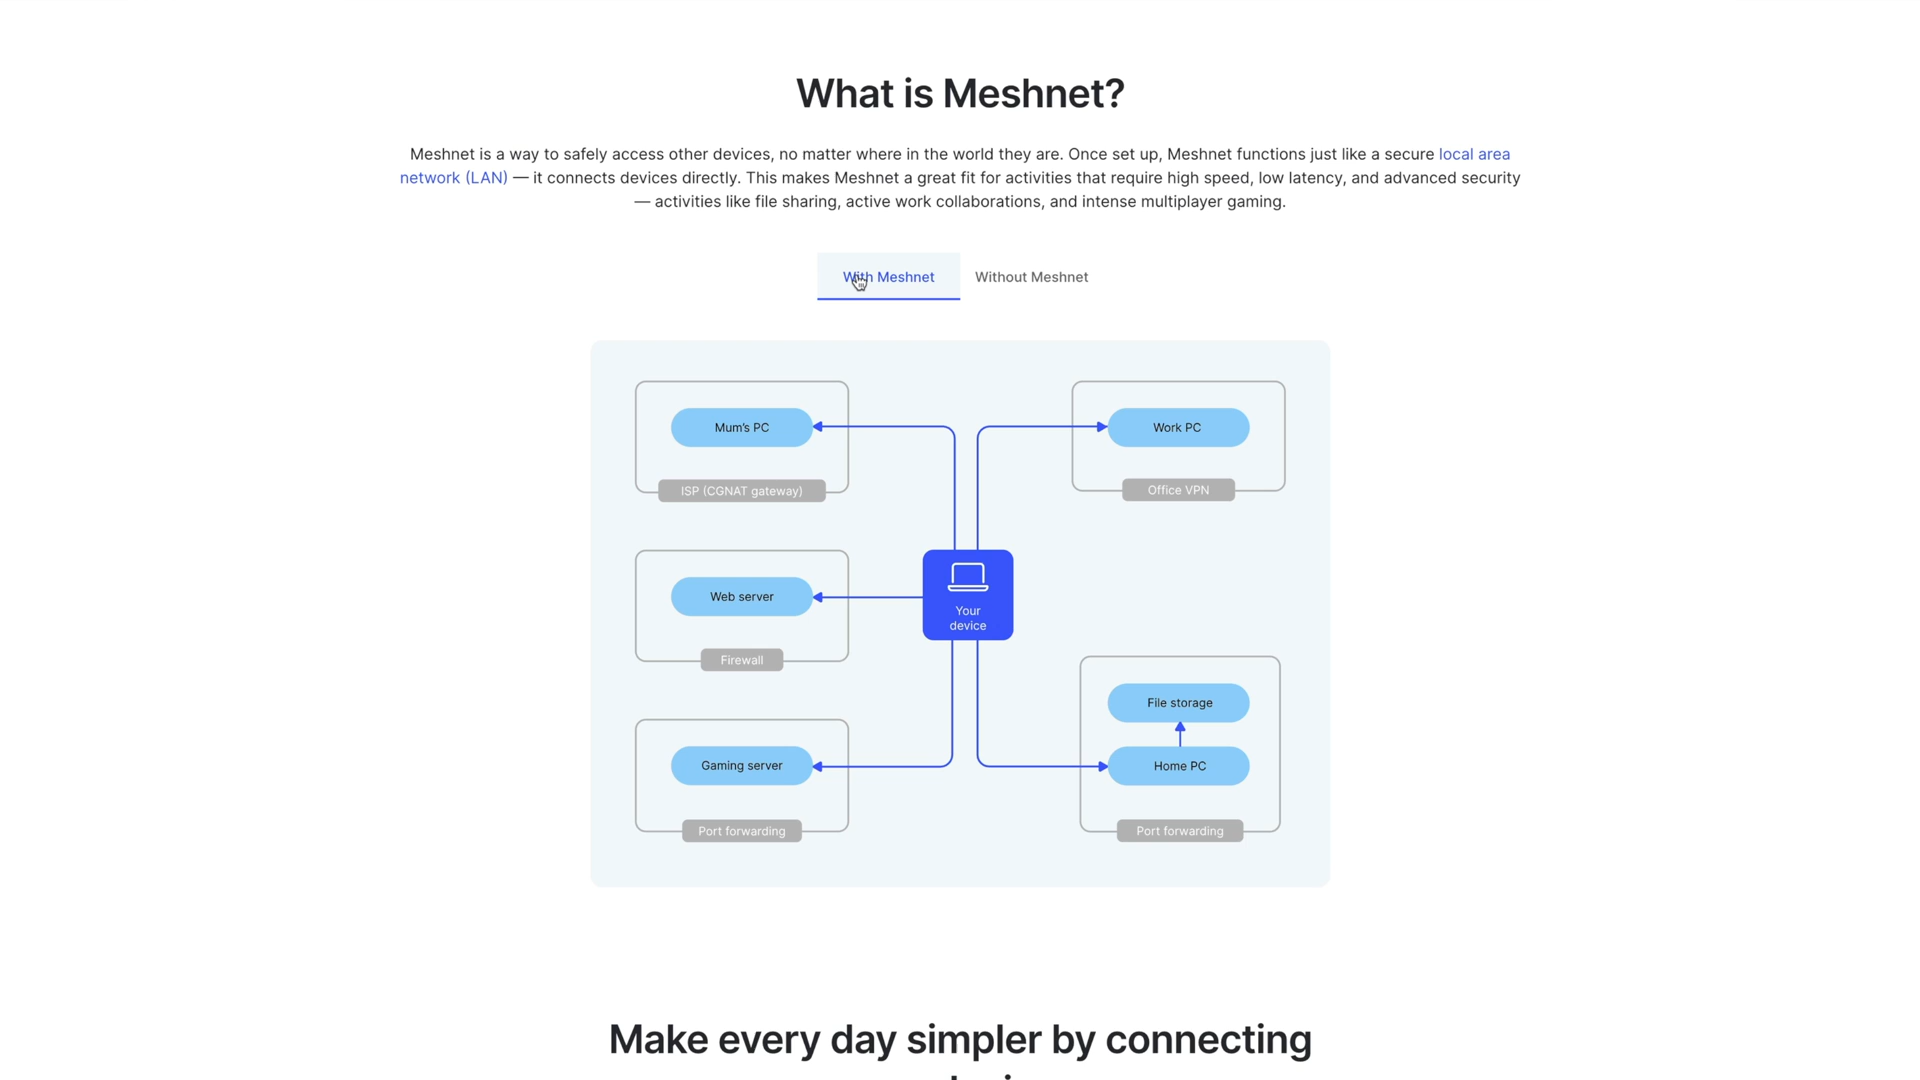 What is Meshnet?
Meshnet is a way to safely access other devices, no matter where in the world they are. Once set up, Meshnet functions just like a secure local area
network (LAN) — it connects devices directly. This makes Meshnet a great fit for activities that require high speed, low latency, and advanced security
— activities like file sharing, active work collaborations, and intense multiplayer gaming.
With Meshnet
Without Meshnet
Mum's PC
ISP (CGNAT gateway)
Work PC
Office VPN
Web server
Firewall
Your
device
File storage
Home PC
Port forwarding
Gaming server
Port forwarding
Make every day simpler by connecting